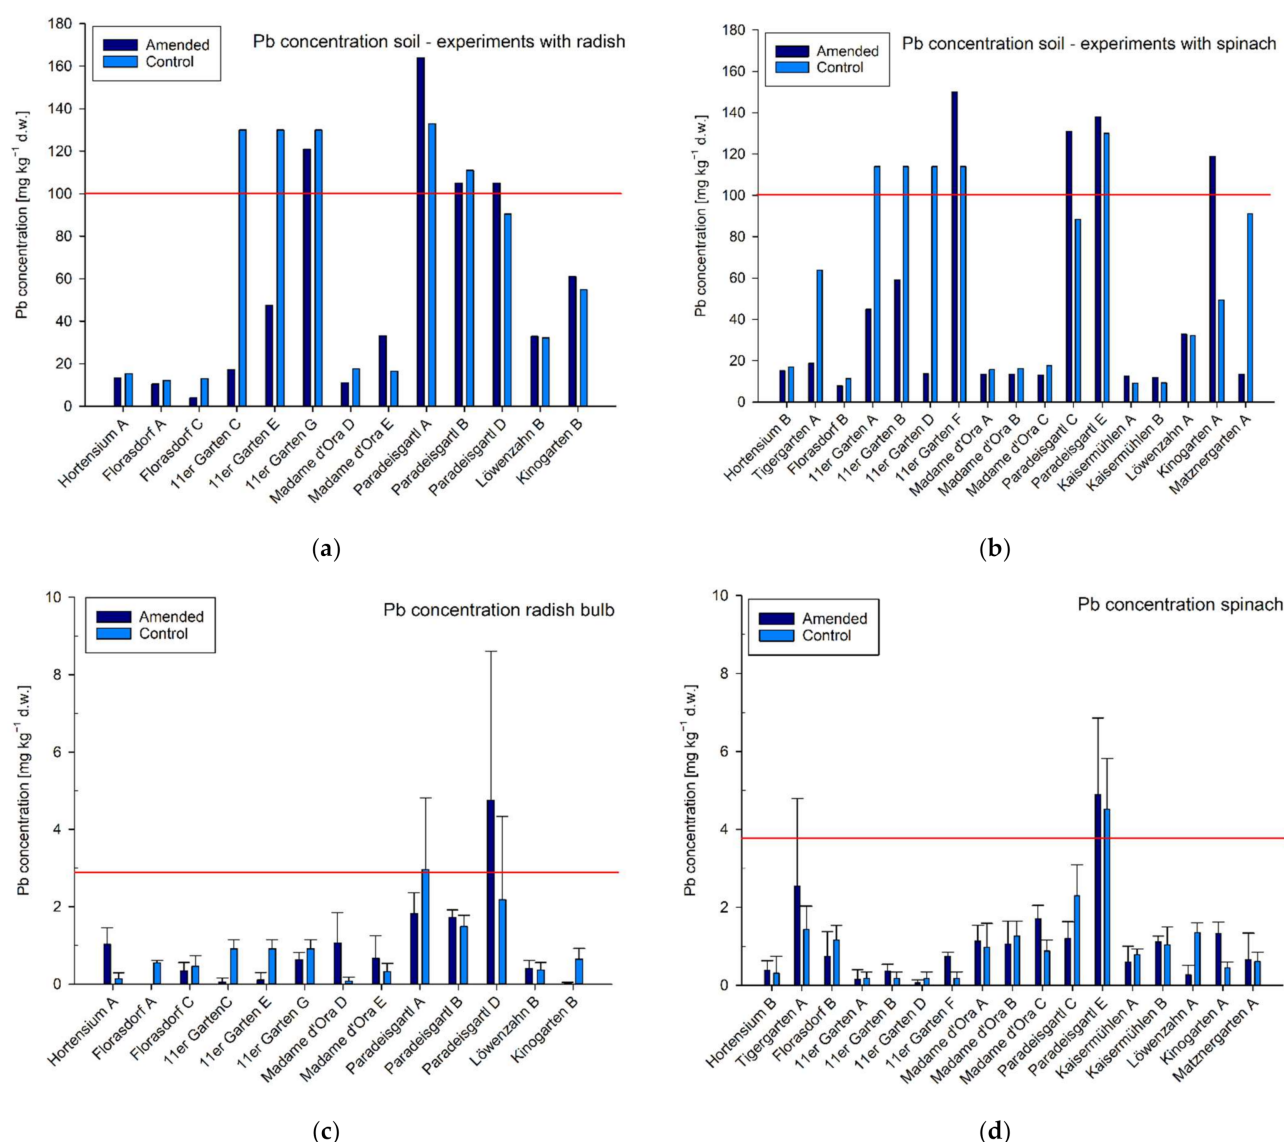 Pb concentration soil - experiments with radish
Amended
Control
Pb concentration [mg kg⁻¹ d.w.]
180
160
140
120
100
80
60
40
20
0
Hortensium A
Florasdorf A
Florasdorf C
11er Garten C
11er Garten E
11er Garten G
Madame d'Ora D
Madame d'Ora E
Paradeisgartl A
Paradeisgartl B
Paradeisgartl D
Löwenzahn B
Kinogarten B
(a)
Pb concentration soil - experiments with spinach
Amended
Control
Pb concentration [mg kg⁻¹ d.w.]
180
160
140
120
100
80
60
40
20
0
Hortensium B
Tigergarten A
Florasdorf B
11er Garten A
11er Garten B
11er Garten D
11er Garten F
Madame d'Ora A
Madame d'Ora B
Madame d'Ora C
Paradeisgartl C
Paradeisgartl E
Kaisermühlen A
Kaisermühlen B
Löwenzahn A
Kinogarten A
Matznergarten A
(b)
Pb concentration radish bulb
Amended
Control
Pb concentration [mg kg⁻¹ d.w.]
10
8
6
4
2
0
Hortensium A
Florasdorf A
Florasdorf C
11er GartenC
11er Garten E
11er Garten G
Madame d'Ora D
Madame d'Ora E
Paradeisgartl A
Paradeisgartl B
Paradeisgartl D
Löwenzahn B
Kinogarten B
(c)
Pb concentration spinach
Amended
Control
Pb concentration [mg kg⁻¹ d.w.]
10
8
6
4
2
0
Hortensium B
Tigergarten A
Florasdorf B
11er Garten A
11er Garten B
11er Garten D
11er Garten F
Madame d'Ora A
Madame d'Ora B
Madame d'Ora C
Paradeisgartl C
Paradeisgartl E
Kaisermühlen A
Kaisermühlen B
Löwenzahn A
Kinogarten A
Matznergarten A
(d)